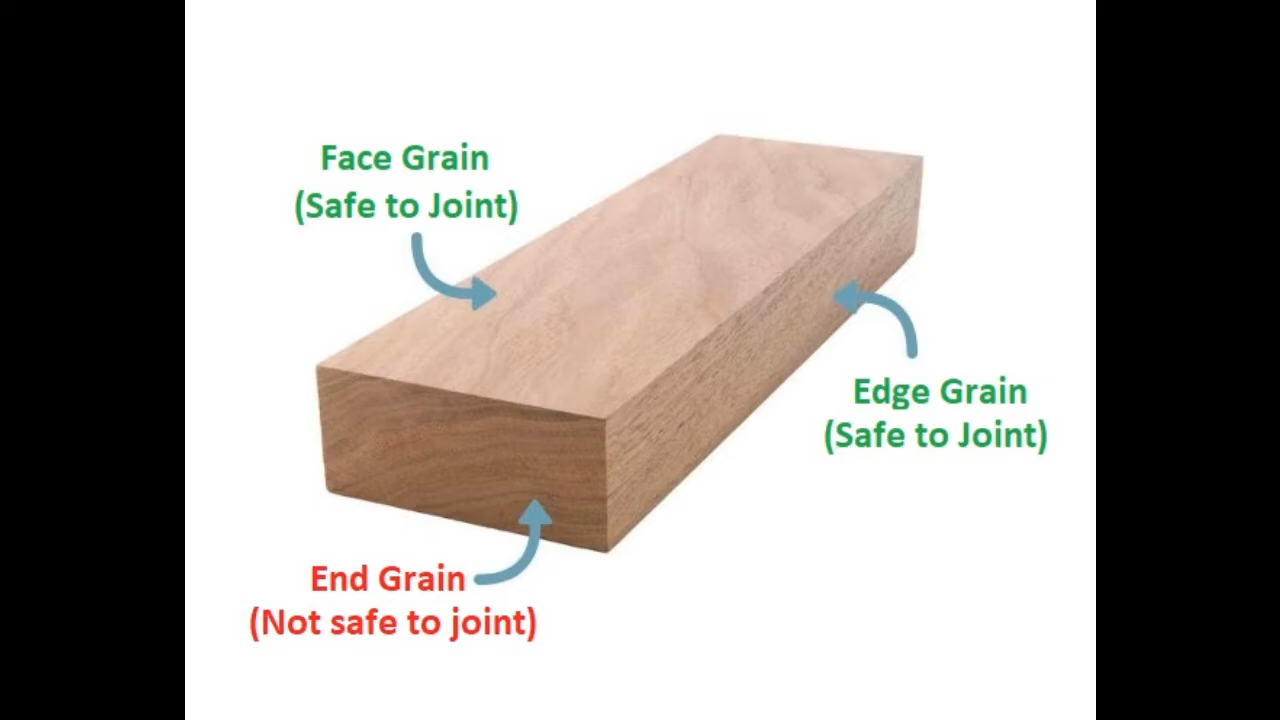 Face Grain
(Safe to Joint)
Edge Grain
(Safe to Joint)
End Grain
(Not safe to joint)